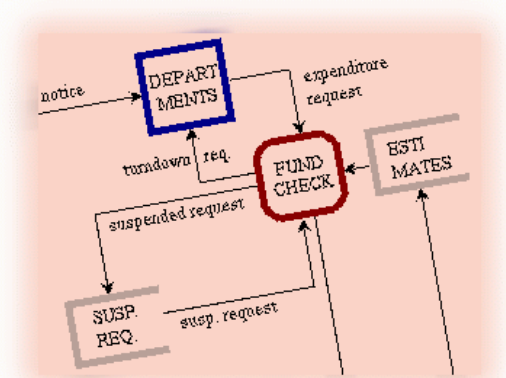 notice
DEPART
MENTS
expenditure
request
turndown req.
FUND
CHECK
ESTI
MATES
suspended request
SUSP.
REQ.
susp. request